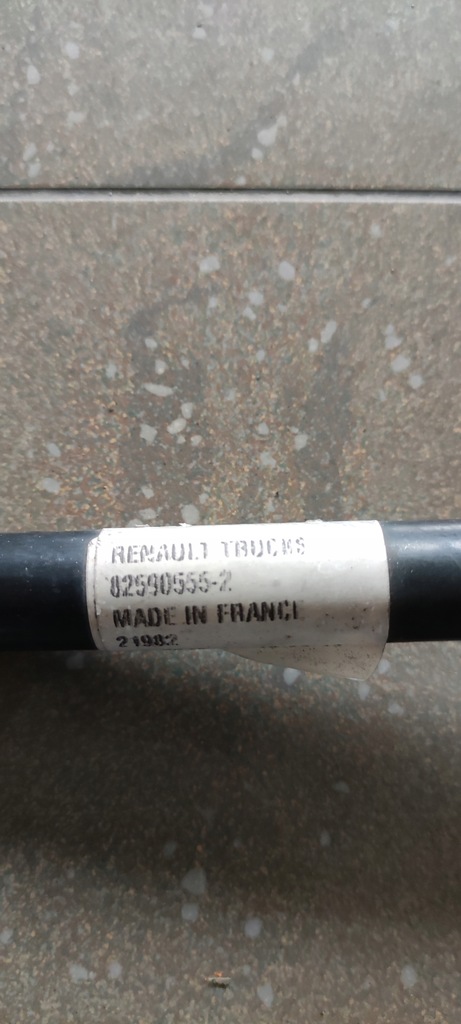 RENAULT TRUCKS
82590555-2
MADE IN FRANCE
21982